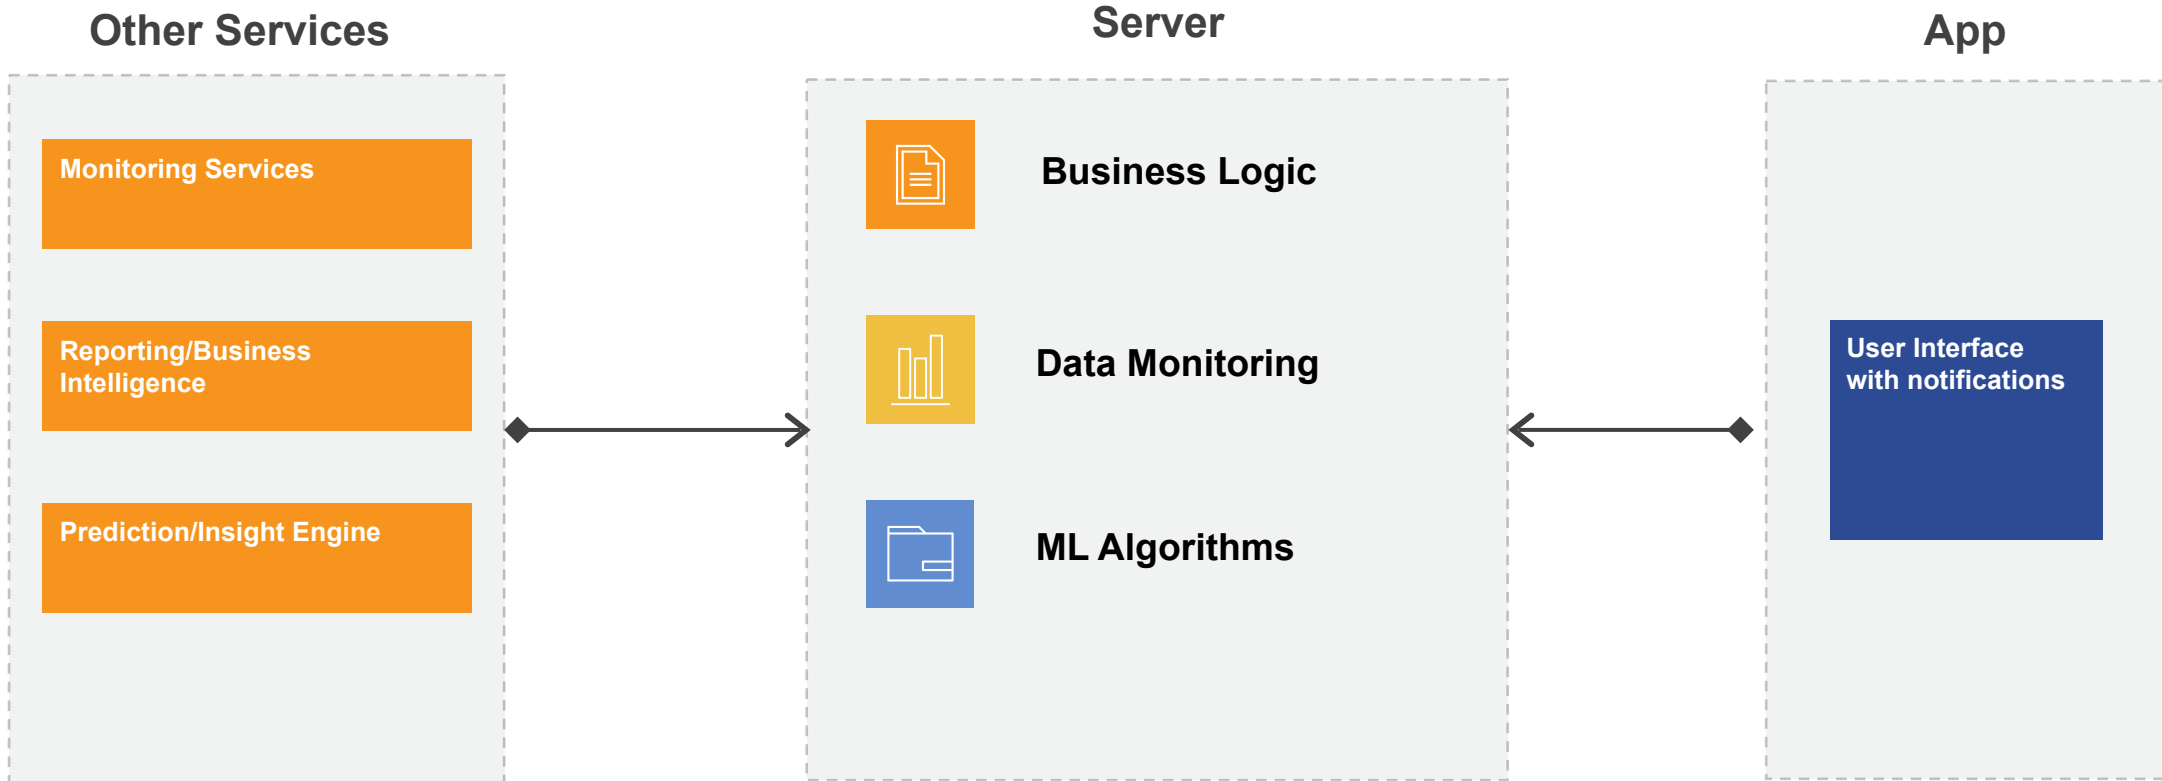 Other Services
Server
App
Monitoring Services
Reporting/Business
Intelligence
Prediction/Insight Engine
Business Logic
Data Monitoring
ML Algorithms
User Interface
with notifications